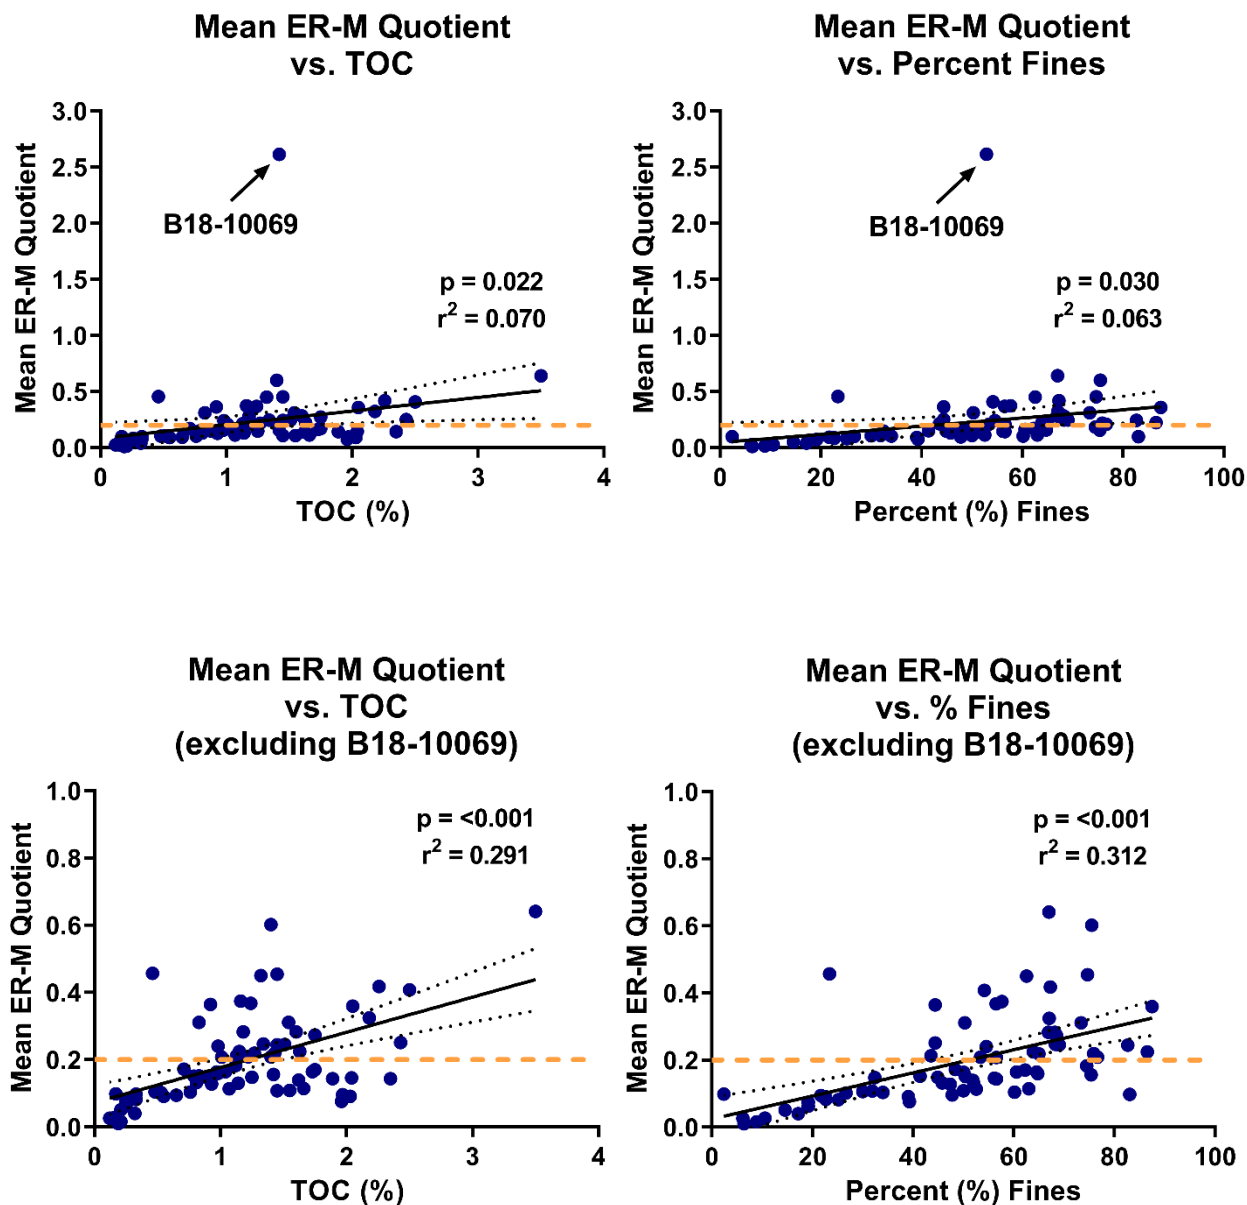 Mean ER-M Quotient
vs. TOC
3.0
2.5
2.0
1.5
1.0
0.5
0.0
Mean ER-M Quotient
B18-10069
p = 0.022
r² = 0.070
0
1
2
3
4
TOC (%)
Mean ER-M Quotient
vs. Percent Fines
3.0
2.5
2.0
1.5
1.0
0.5
0.0
Mean ER-M Quotient
B18-10069
p = 0.030
r² = 0.063
0
20
40
60
80
100
Percent (%) Fines
Mean ER-M Quotient
vs. TOC
(excluding B18-10069)
1.0
0.8
0.6
0.4
0.2
0.0
Mean ER-M Quotient
p = <0.001
r² = 0.291
0
1
2
3
4
TOC (%)
Mean ER-M Quotient
vs. % Fines
(excluding B18-10069)
1.0
0.8
0.6
0.4
0.2
0.0
Mean ER-M Quotient
p = <0.001
r² = 0.312
0
20
40
60
80
100
Percent (%) Fines